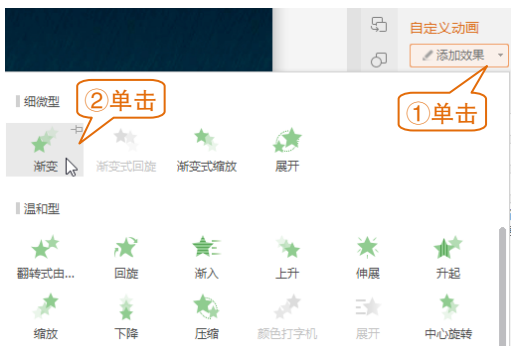 自定义动画
添加效果
①单击
细微型
②单击
渐变 渐变式回旋 渐变式缩放 展开
温和型
翻转式由... 回旋 渐入 上升 伸展 升起
缩放 下降 压缩 颜色打字机 展开 中心旋转